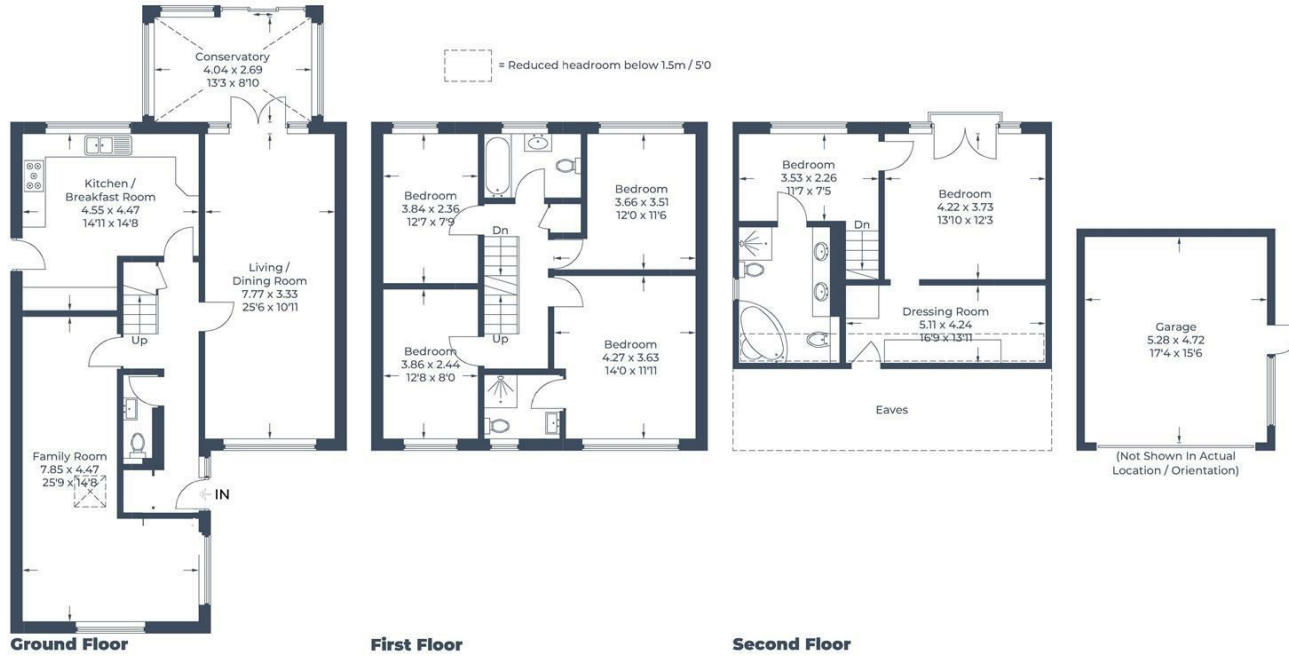 Conservatory
4.04 x 2.69
13'3 x 8'10
= Reduced headroom below 1.5m / 5'0
Kitchen /
Breakfast Room
4.55 x 4.47
14'11 x 14'8
Living /
Dining Room
7.77 x 3.33
25'6 x 10'11
Up
Family Room
7.85 x 4.47
25'9 x 14'8
IN
Ground Floor
Bedroom
3.84 x 2.36
12'7 x 7'9
Bedroom
3.66 x 3.51
12'0 x 11'6
Dn
Up
Bedroom
3.86 x 2.44
12'8 x 8'0
Bedroom
4.27 x 3.63
14'0 x 11'11
First Floor
Bedroom
3.53 x 2.26
11'7 x 7'5
Bedroom
4.22 x 3.73
13'10 x 12'3
Dn
Dressing Room
5.11 x 4.24
16'9 x 13'11
Eaves
Second Floor
Garage
5.28 x 4.72
17'4 x 15'6
(Not Shown In Actual
Location / Orientation)